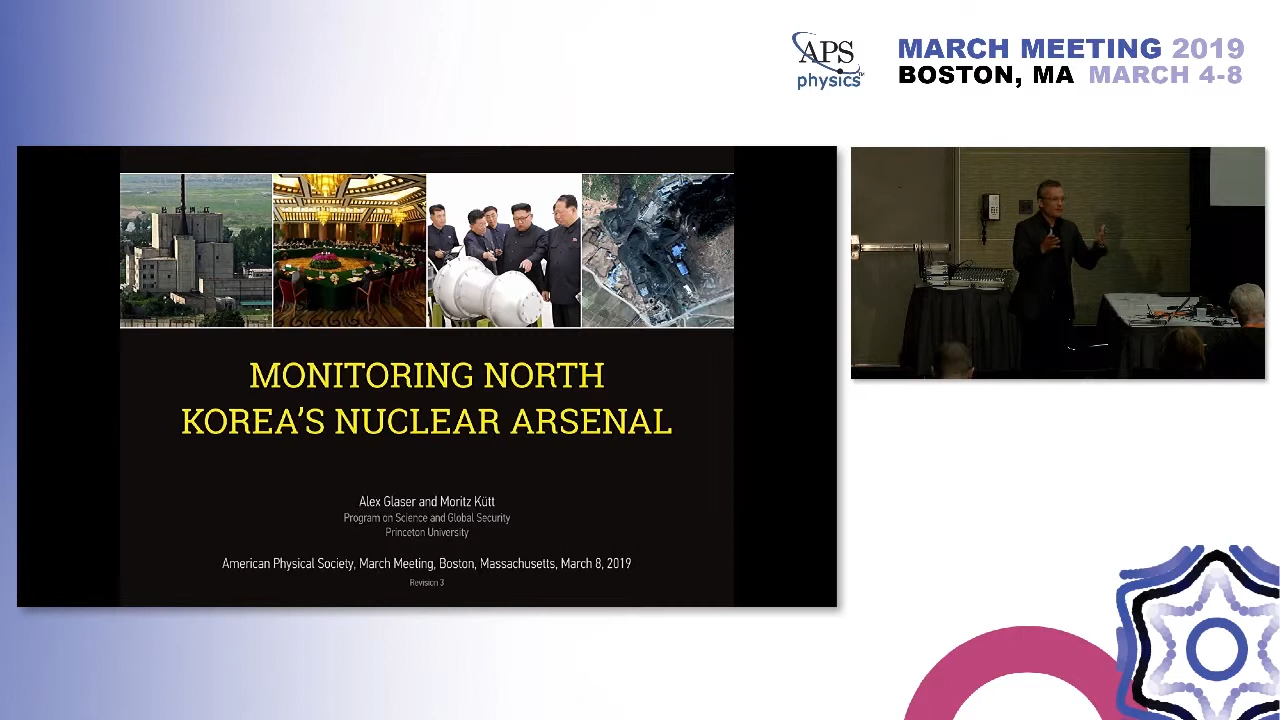 APS
physics™
MARCH MEETING 2019
BOSTON, MA MARCH 4-8
MONITORING NORTH
KOREA'S NUCLEAR ARSENAL
Alex Glaser and Moritz Kütt
Program on Science and Global Security
Princeton University
American Physical Society, March Meeting, Boston, Massachusetts, March 8, 2019
Revision 3